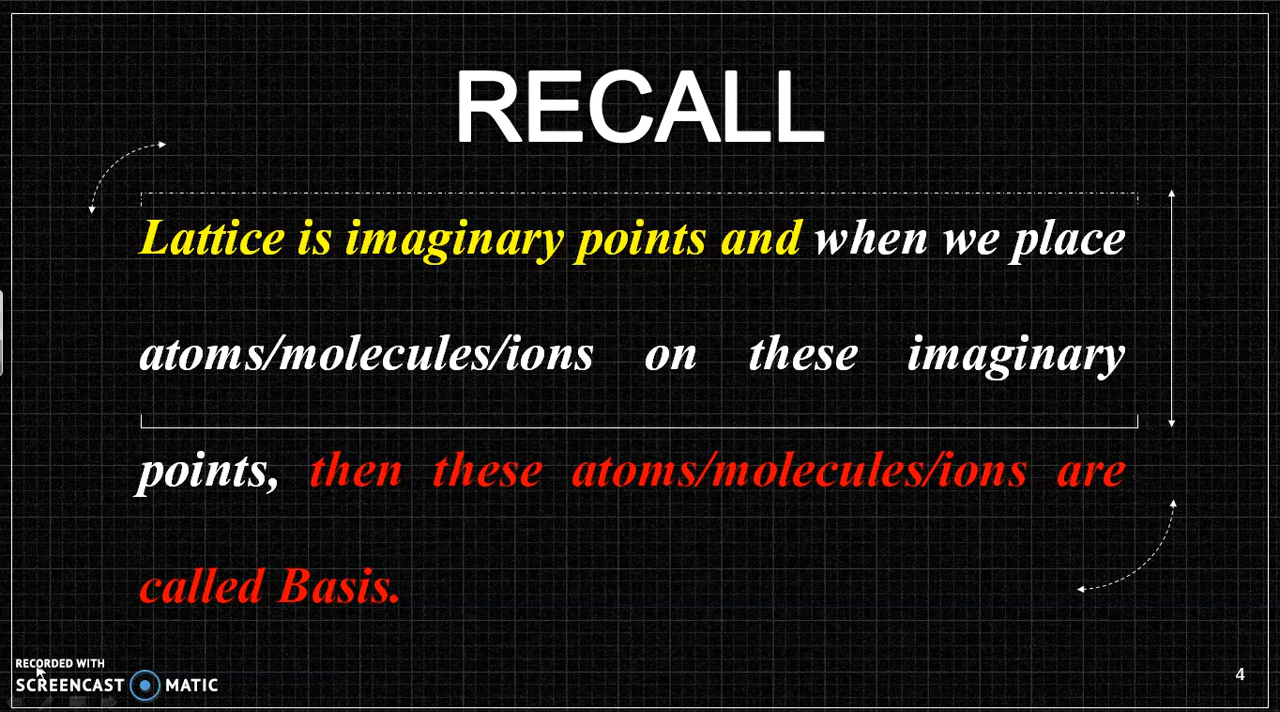 RECALL
Lattice is imaginary points and when we place
atoms/molecules/ions on these imaginary
points, then these atoms/molecules/ions are
called Basis.
RECORDED WITH
SCREENCAST MATIC
4